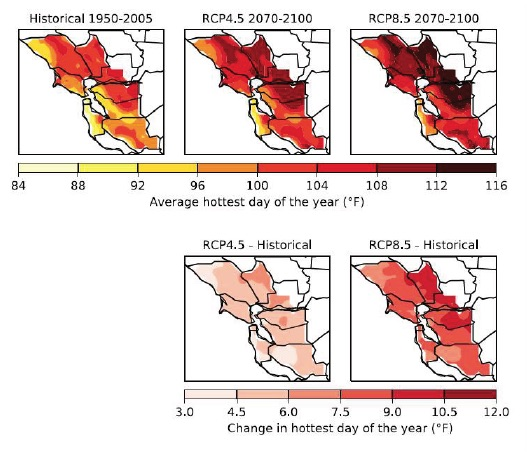 Historical 1950-2005 RCP4.5 2070-2100 RCP8.5 2070-2100
84 88 92 96 100 104 108 112 116
Average hottest day of the year (°F)
RCP4.5 - Historical RCP8.5 - Historical
3.0 4.5 6.0 7.5 9.0 10.5 12.0
Change in hottest day of the year (°F)